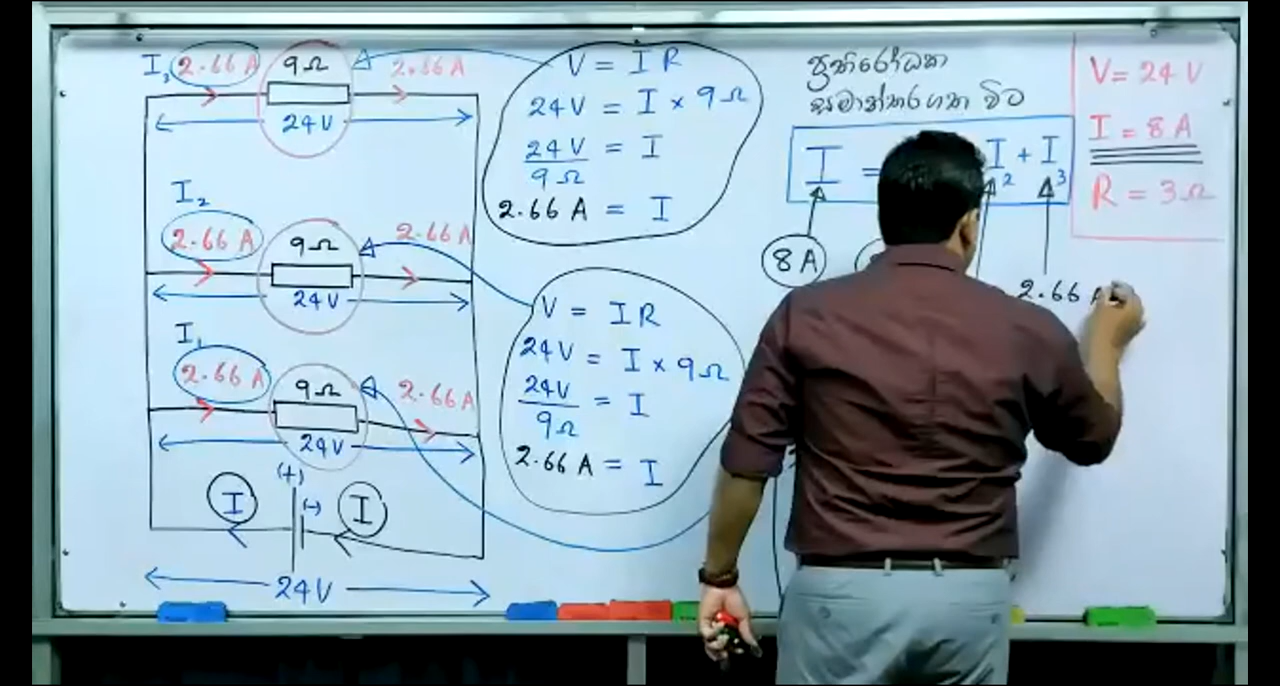 I₃ 2.66 A 9Ω 2.66 A
24V
I₂
2.66 A 9Ω 2.66 A
24V
I₁
2.66 A 9Ω 2.66 A
24V
(+)
I (-) I
24V
V = I R
24V = I × 9Ω
24V/9Ω = I
2.66 A = I
V = I R
24V = I × 9Ω
24V/9Ω = I
2.66 A = I
ප්‍රතිරෝධක
සමාන්තරගත විට
I = I₂ + I₃
8A
2.66 A
V = 24 V
I = 8 A
R = 3Ω